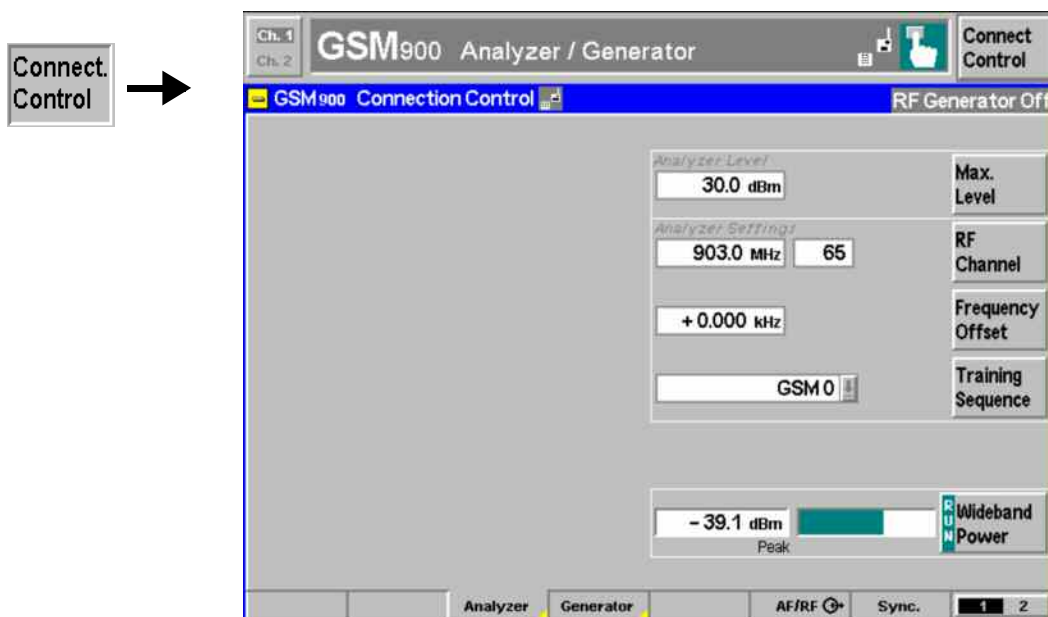 Connect.
Control
Ch. 1
Ch. 2
GSM900 Analyzer / Generator
Connect
Control
GSM900 Connection Control
RF Generator Off
Analyzer Level
30.0 dBm
Max.
Level
Analyzer Settings
903.0 MHz 65
RF
Channel
+ 0.000 kHz
Frequency
Offset
GSM 0
Training
Sequence
– 39.1 dBm
Peak
RUN
Wideband
Power
Analyzer Generator AF/RF Sync. 1 2